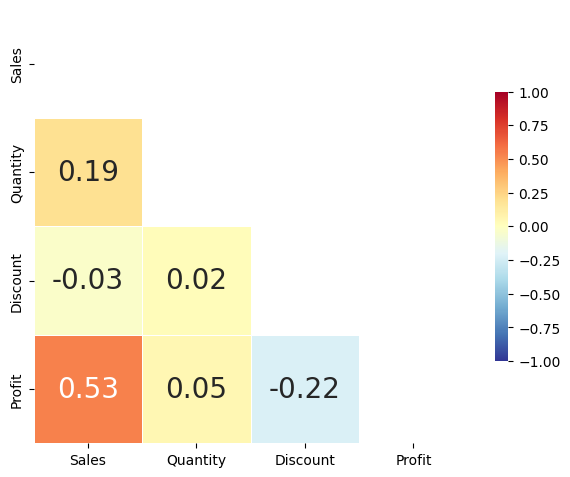 Sales
Quantity
Discount
Profit
0.19
-0.03 0.02
0.53 0.05 -0.22
Sales Quantity Discount Profit
1.00
0.75
0.50
0.25
0.00
−0.25
−0.50
−0.75
−1.00